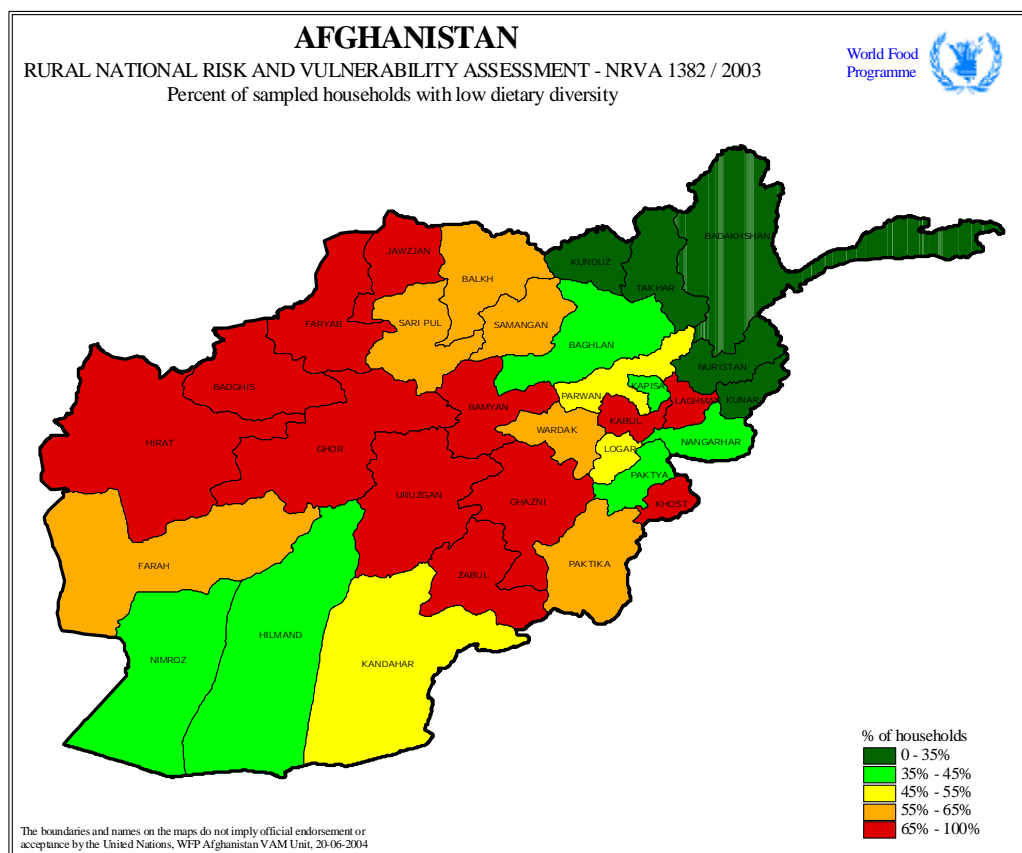 AFGHANISTAN
RURAL NATIONAL RISK AND VULNERABILITY ASSESSMENT - NRVA 1382 / 2003
Percent of sampled households with low dietary diversity
World Food
Programme
BADAKHSHAN
JAWZJAN
KUNDUZ
BALKH
TAKHAR
FARYAB
SARI PUL
SAMANGAN
BAGHLAN
NURISTAN
BADGHIS
KAPISA
PARWAN
LAGHMAN
KUNAR
BAMYAN
KABUL
WARDAK
HIRAT
NANGARHAR
GHOR
LOGAR
PAKTYA
URUZGAN
GHAZNI
KHOST
FARAH
PAKTIKA
ZABUL
HILMAND
NIMROZ
KANDAHAR
% of households
0 - 35%
35% - 45%
45% - 55%
55% - 65%
65% - 100%
The boundaries and names on the maps do not imply official endorsement or
acceptance by the United Nations, WFP Afghanistan VAM Unit, 20-06-2004